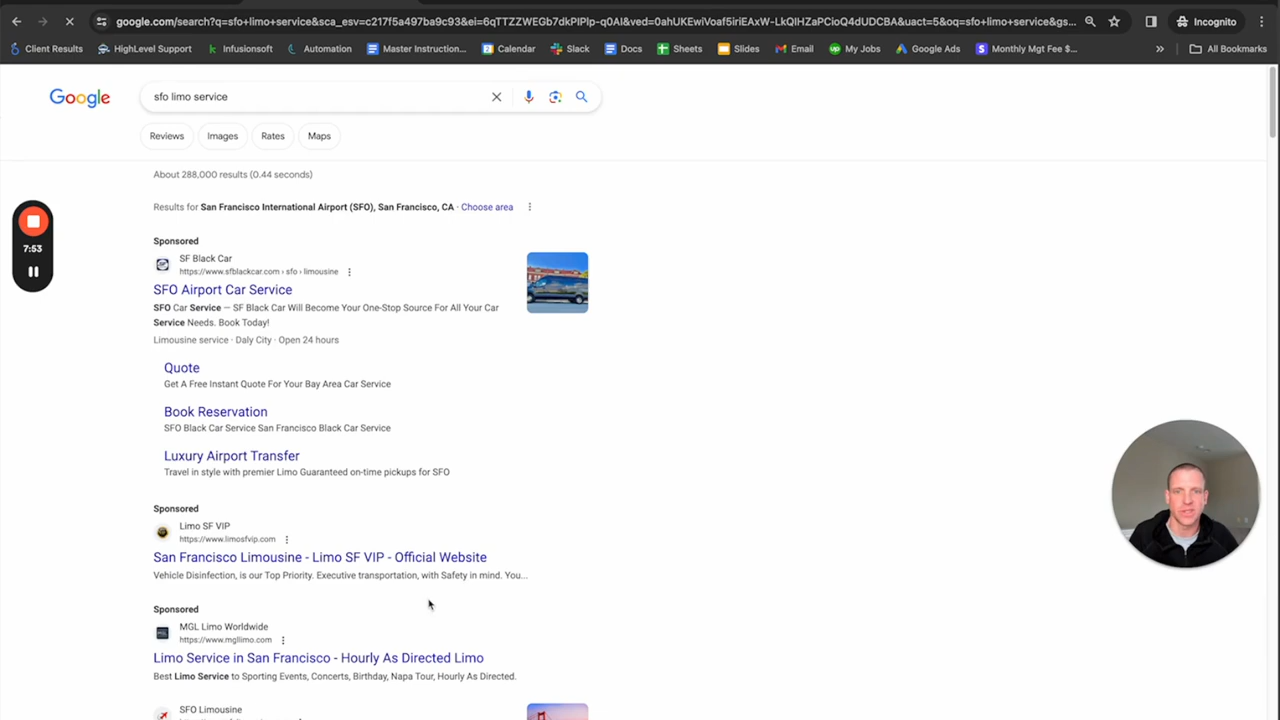 google.com/search?q=sfo+limo+service&sca_esv=c217f5a497ba9c93&ei=6qTTZZWEGb7dkPIPlp-q0AI&ved=0ahUKEwiVoaf5iriEAxW-LkQIHZaPCioQ4dUDCBA&uact=5&oq=sfo+limo+service&gs... Incognito
Client Results HighLevel Support Infusionsoft Automation Master Instruction... Calendar Slack Docs Sheets Slides Email My Jobs Google Ads Monthly Mgt Fee $... » All Bookmarks
Google sfo limo service
Reviews Images Rates Maps
About 288,000 results (0.44 seconds)
Results for San Francisco International Airport (SFO), San Francisco, CA · Choose area
7:53
Sponsored
SF Black Car
https://www.sfblackcar.com › sfo › limousine
SFO Airport Car Service
SFO Car Service — SF Black Car Will Become Your One-Stop Source For All Your Car
Service Needs. Book Today!
Limousine service · Daly City · Open 24 hours
Quote
Get A Free Instant Quote For Your Bay Area Car Service
Book Reservation
SFO Black Car Service San Francisco Black Car Service
Luxury Airport Transfer
Travel in style with premier Limo Guaranteed on-time pickups for SFO
Sponsored
Limo SF VIP
https://www.limosfvip.com
San Francisco Limousine - Limo SF VIP - Official Website
Vehicle Disinfection, is our Top Priority. Executive transportation, with Safety in mind. You...
Sponsored
MGL Limo Worldwide
https://www.mgllimo.com
Limo Service in San Francisco - Hourly As Directed Limo
Best Limo Service to Sporting Events, Concerts, Birthday, Napa Tour, Hourly As Directed.
SFO Limousine